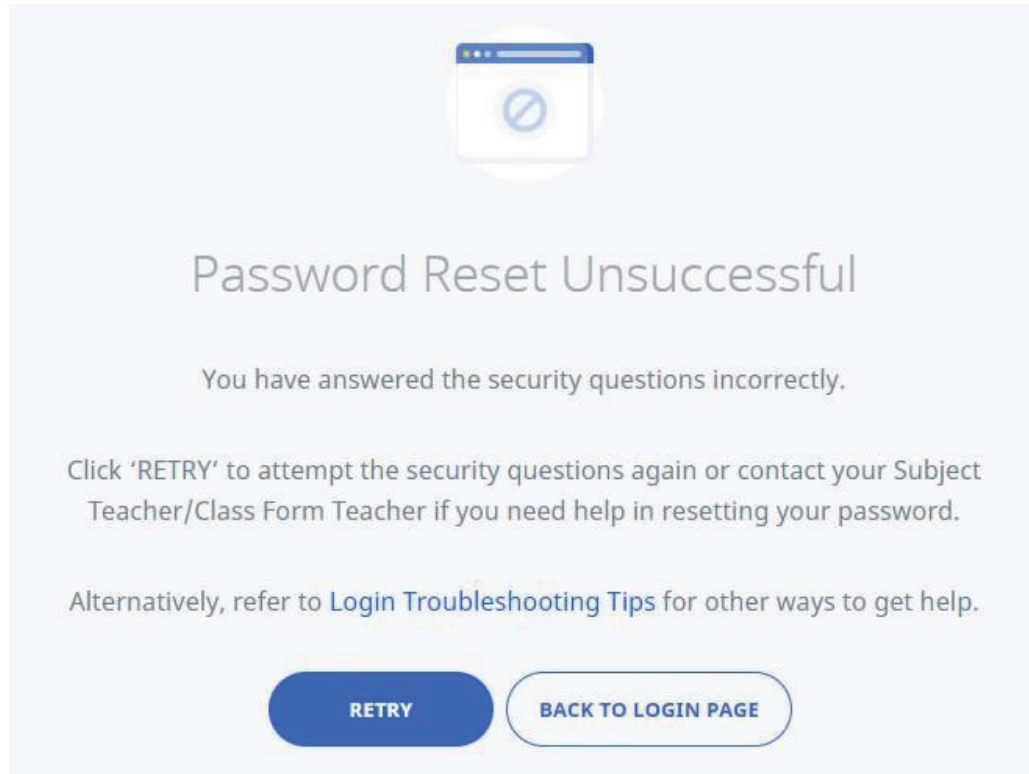 Password Reset Unsuccessful
You have answered the security questions incorrectly.
Click ‘RETRY’ to attempt the security questions again or contact your Subject
Teacher/Class Form Teacher if you need help in resetting your password.
Alternatively, refer to Login Troubleshooting Tips for other ways to get help.
RETRY
BACK TO LOGIN PAGE